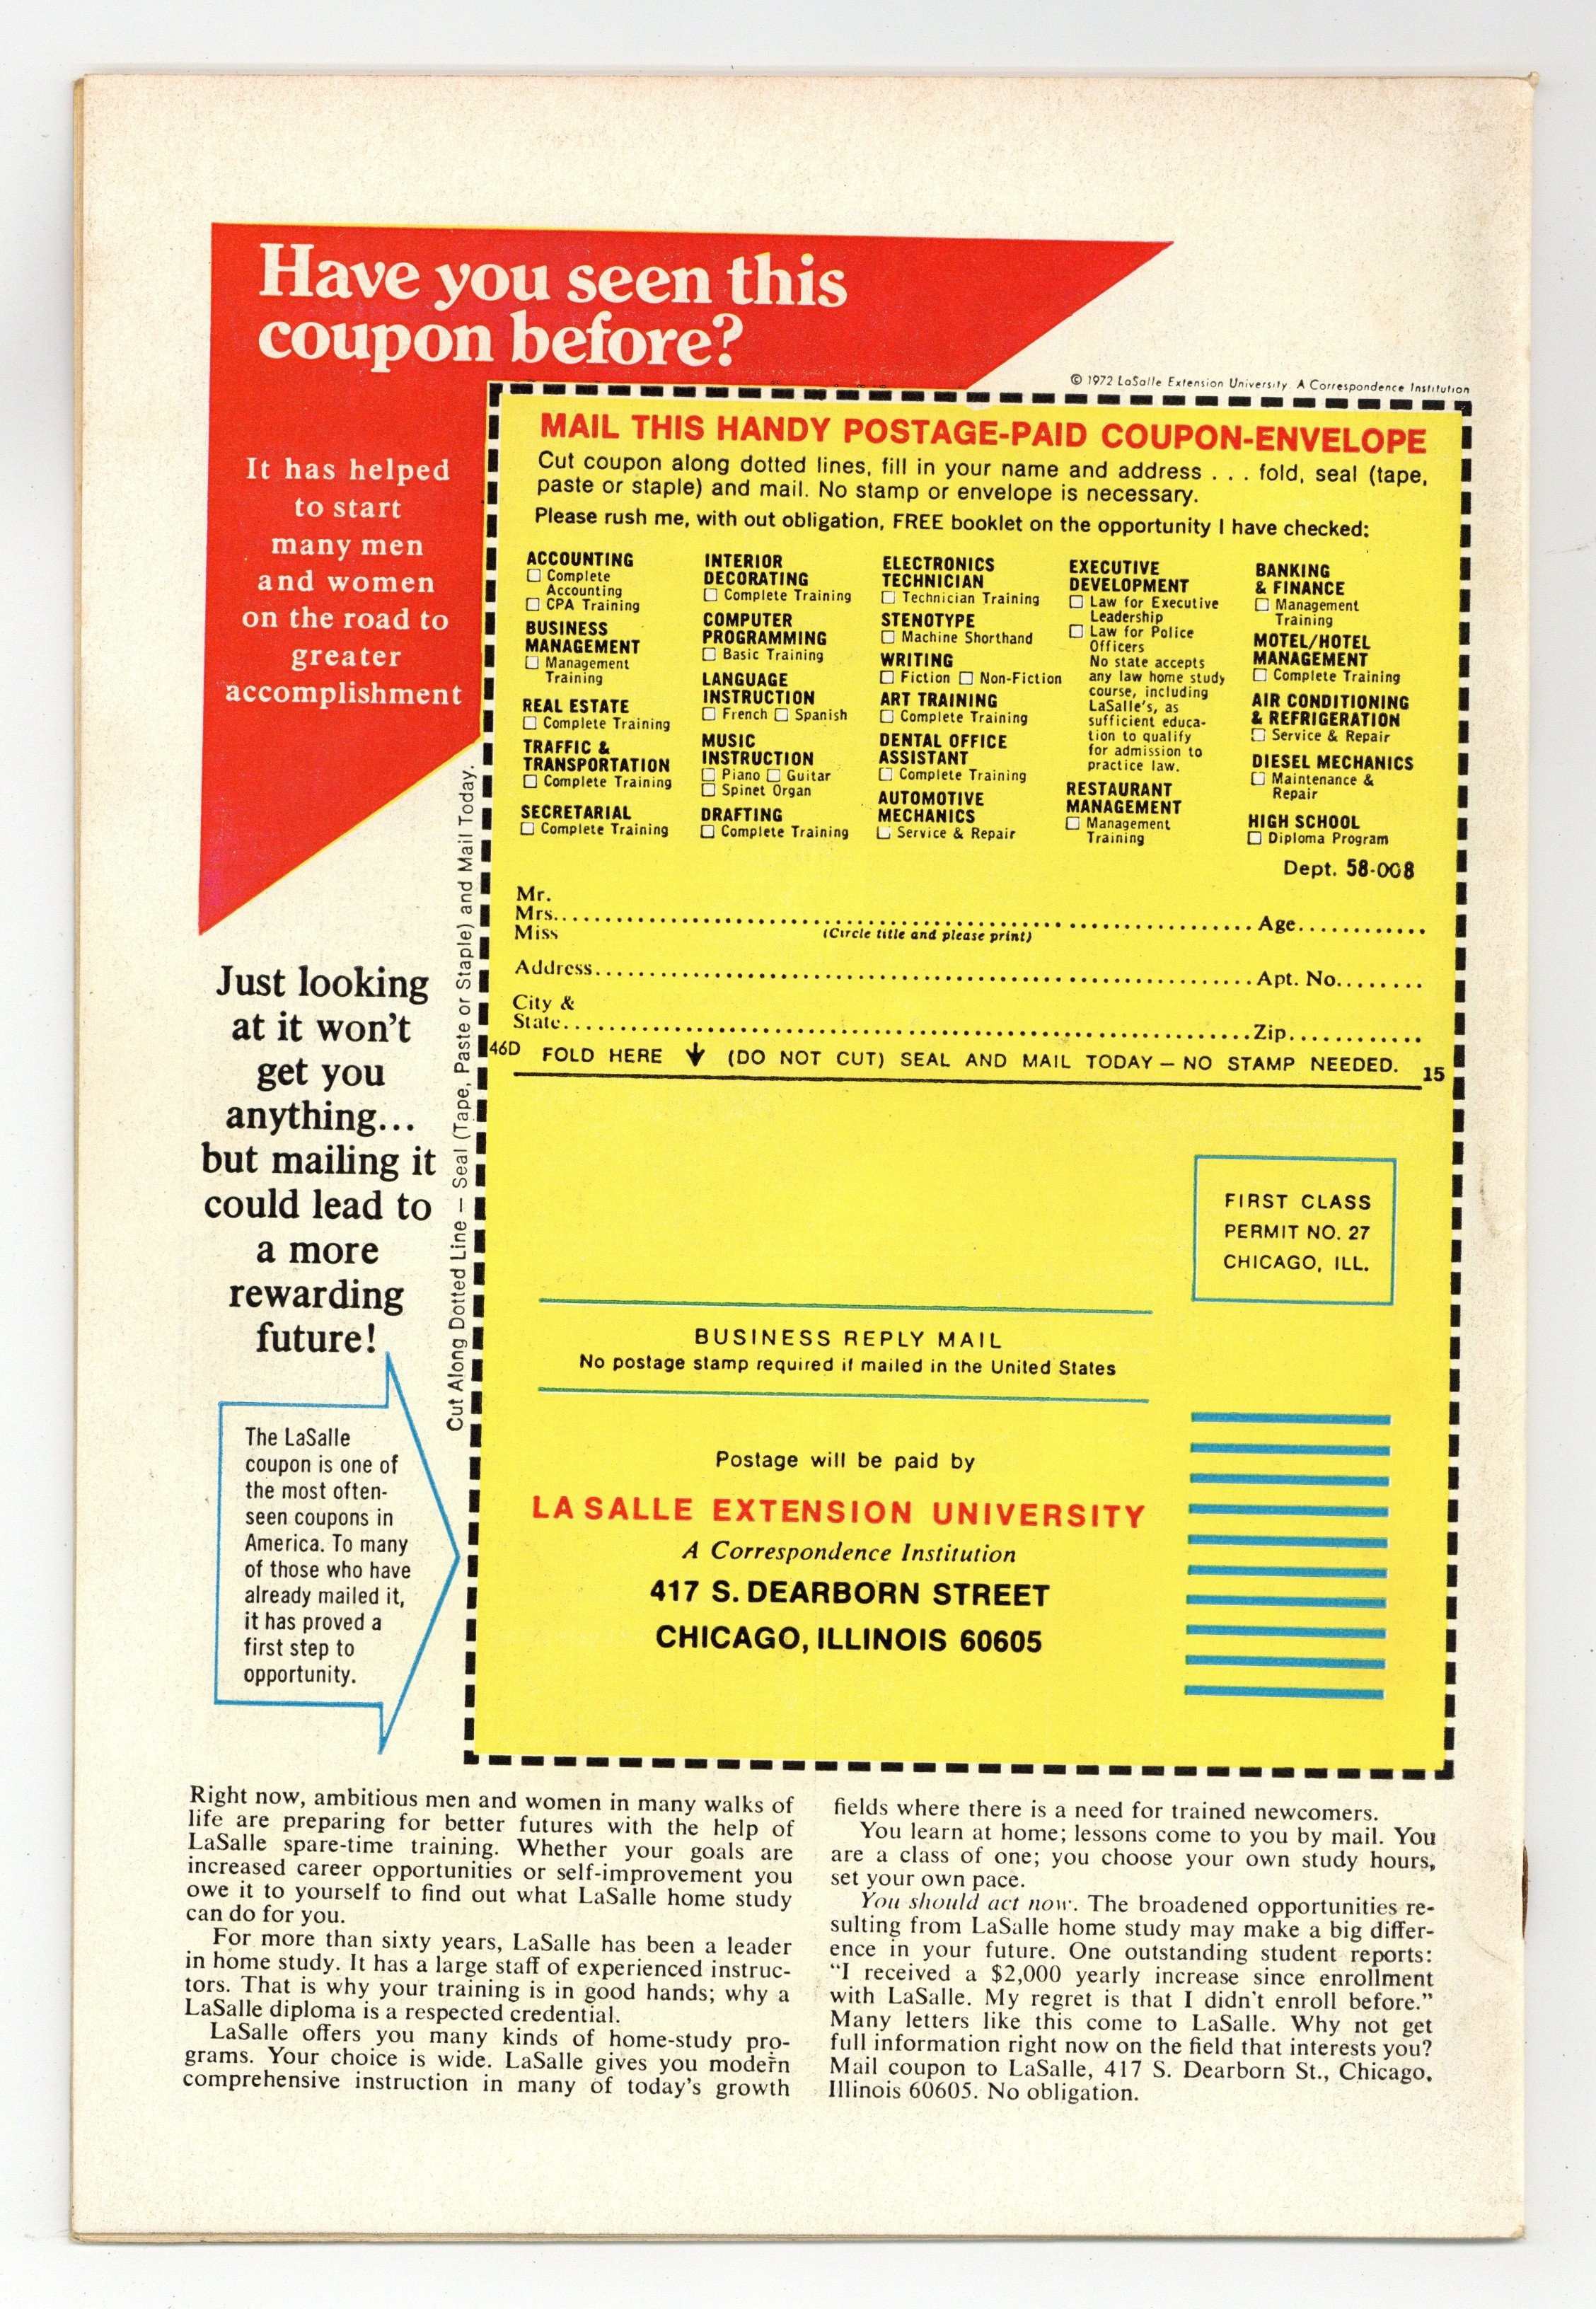 Have you seen this
coupon before?
It has helped
to start
many men
and women
on the road to
greater
accomplishment
Just looking
at it won't
get you
anything...
but mailing it
could lead to
a more
rewarding
future!
The LaSalle
coupon is one of
the most often-
seen coupons in
America. To many
of those who have
already mailed it,
it has proved a
first step to
opportunity.
Cut Along Dotted Line — Seal (Tape, Paste or Staple) and Mail Today.
© 1972 LaSalle Extension University. A Correspondence Institution
MAIL THIS HANDY POSTAGE-PAID COUPON-ENVELOPE
Cut coupon along dotted lines, fill in your name and address . . . fold, seal (tape,
paste or staple) and mail. No stamp or envelope is necessary.
Please rush me, with out obligation, FREE booklet on the opportunity I have checked:
ACCOUNTING
☐ Complete
Accounting
☐ CPA Training
BUSINESS
MANAGEMENT
☐ Management
Training
REAL ESTATE
☐ Complete Training
TRAFFIC &
TRANSPORTATION
☐ Complete Training
SECRETARIAL
☐ Complete Training
INTERIOR
DECORATING
☐ Complete Training
COMPUTER
PROGRAMMING
☐ Basic Training
LANGUAGE
INSTRUCTION
☐ French ☐ Spanish
MUSIC
INSTRUCTION
☐ Piano ☐ Guitar
☐ Spinet Organ
DRAFTING
☐ Complete Training
ELECTRONICS
TECHNICIAN
☐ Technician Training
STENOTYPE
☐ Machine Shorthand
WRITING
☐ Fiction ☐ Non-Fiction
ART TRAINING
☐ Complete Training
DENTAL OFFICE
ASSISTANT
☐ Complete Training
AUTOMOTIVE
MECHANICS
☐ Service & Repair
EXECUTIVE
DEVELOPMENT
☐ Law for Executive
Leadership
☐ Law for Police
Officers
No state accepts
any law home study
course, including
LaSalle's, as
sufficient educa-
tion to qualify
for admission to
practice law.
RESTAURANT
MANAGEMENT
☐ Management
Training
BANKING
& FINANCE
☐ Management
Training
MOTEL/HOTEL
MANAGEMENT
☐ Complete Training
AIR CONDITIONING
& REFRIGERATION
☐ Service & Repair
DIESEL MECHANICS
☐ Maintenance &
Repair
HIGH SCHOOL
☐ Diploma Program
Dept. 58-008
Mr.
Mrs.......... Age..........
Miss (Circle title and please print)
Address.......... Apt. No........
City &
State.......... Zip..........
46D FOLD HERE ↓ (DO NOT CUT) SEAL AND MAIL TODAY — NO STAMP NEEDED. 15
FIRST CLASS
PERMIT NO. 27
CHICAGO, ILL.
BUSINESS REPLY MAIL
No postage stamp required if mailed in the United States
Postage will be paid by
LA SALLE EXTENSION UNIVERSITY
A Correspondence Institution
417 S. DEARBORN STREET
CHICAGO, ILLINOIS 60605
Right now, ambitious men and women in many walks of
life are preparing for better futures with the help of
LaSalle spare-time training. Whether your goals are
increased career opportunities or self-improvement you
owe it to yourself to find out what LaSalle home study
can do for you.
For more than sixty years, LaSalle has been a leader
in home study. It has a large staff of experienced instruc-
tors. That is why your training is in good hands; why a
LaSalle diploma is a respected credential.
LaSalle offers you many kinds of home-study pro-
grams. Your choice is wide. LaSalle gives you modern
comprehensive instruction in many of today's growth
fields where there is a need for trained newcomers.
You learn at home; lessons come to you by mail. You
are a class of one; you choose your own study hours,
set your own pace.
You should act now. The broadened opportunities re-
sulting from LaSalle home study may make a big differ-
ence in your future. One outstanding student reports:
"I received a $2,000 yearly increase since enrollment
with LaSalle. My regret is that I didn't enroll before."
Many letters like this come to LaSalle. Why not get
full information right now on the field that interests you?
Mail coupon to LaSalle, 417 S. Dearborn St., Chicago,
Illinois 60605. No obligation.